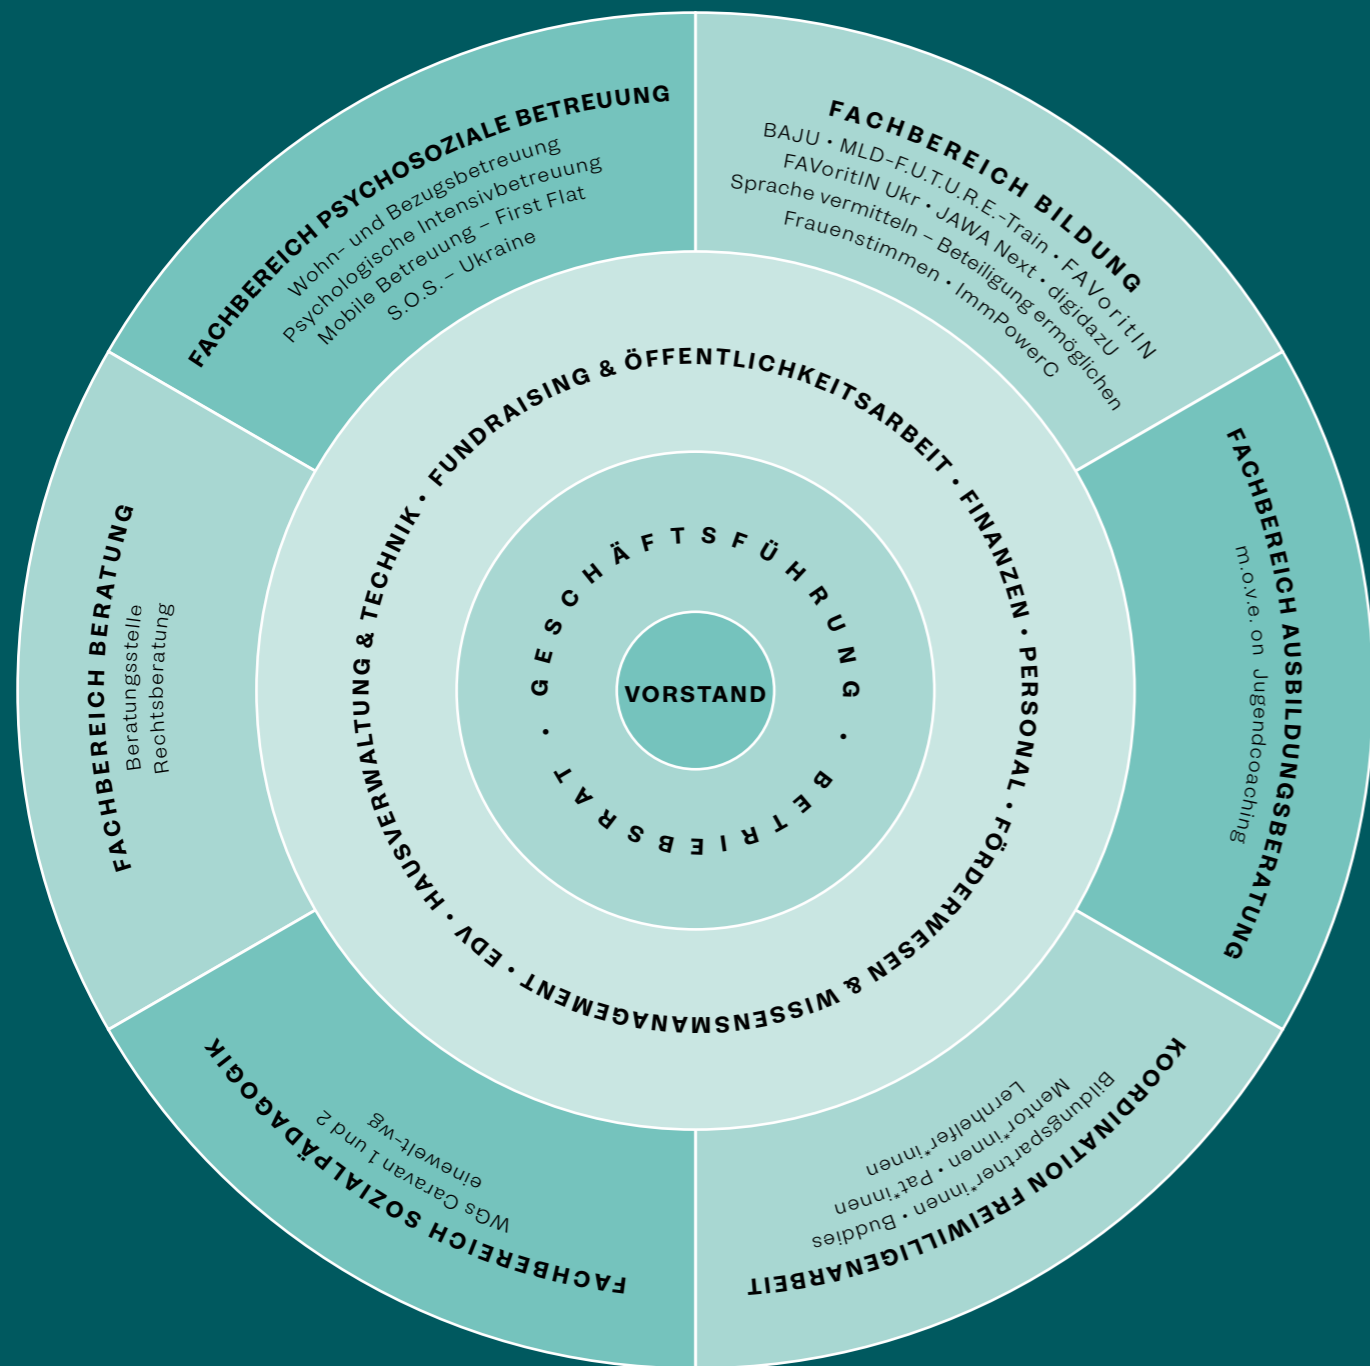 FACHBEREICH PSYCHOSOZIALE BETREUUNG
Wohn- und Bezugsbetreuung
Psychologische Intensivbetreuung
Mobile Betreuung – First Flat
S.O.S. – Ukraine
FACHBEREICH BILDUNG
BAJU • MLD-F.U.T.U.R.E.-Train • FAVoritIN
FAVoritIN Ukr • JAWA Next • digidazU
Sprache vermitteln – Beteiligung ermöglichen
Frauenstimmen • ImmPowerC
FACHBEREICH AUSBILDUNGSBERATUNG
m.o.v.e. on Jugendcoaching
KOORDINATION FREIWILLIGENARBEIT
Bildungspartner*innen • Buddies
Mentor*innen • Pat*innen
Lernhelfer*innen
FACHBEREICH SOZIALPÄDAGOGIK
WGs Caravan 1 und 2
einewelt-wg
FACHBEREICH BERATUNG
Beratungsstelle
Rechtsberatung
FUNDRAISING & ÖFFENTLICHKEITSARBEIT • FINANZEN • PERSONAL • FÖRDERWESEN & WISSENSMANAGEMENT • EDV • HAUSVERWALTUNG & TECHNIK •
GESCHÄFTSFÜHRUNG • BETRIEBSRAT •
VORSTAND